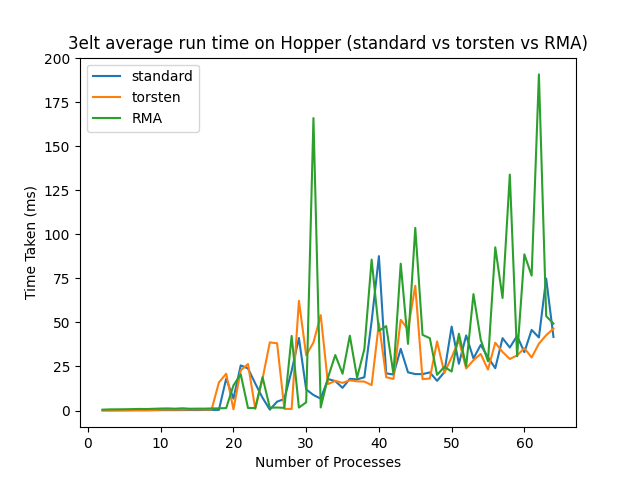 3elt average run time on Hopper (standard vs torsten vs RMA)
standard
torsten
RMA
Time Taken (ms)
200
175
150
125
100
75
50
25
0
0 10 20 30 40 50 60
Number of Processes